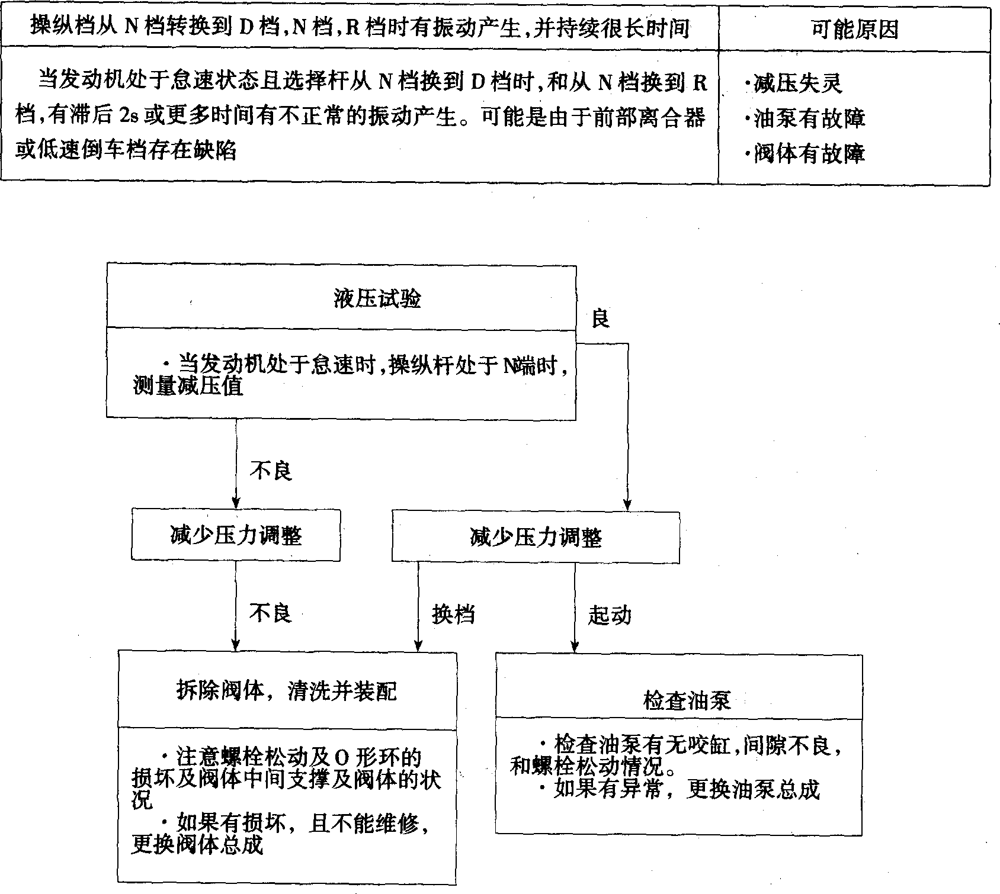 操纵档从 N 档转换到 D 档,N 档,R 档时有振动产生,并持续很长时间
可能原因
当发动机处于怠速状态且选择杆从 N 档换到 D 档时,和从 N 档换到 R
档,有滞后 2s 或更多时间有不正常的振动产生。可能是由于前部离合器
或低速倒车档存在缺陷
·减压失灵
·油泵有故障
·阀体有故障
液压试验
良
·当发动机处于怠速时,操纵杆处于 N端时,
测量减压值
不良
减少压力调整
减少压力调整
不良
换档
起动
拆除阀体，清洗并装配
·注意螺栓松动及O 形环的
损坏及阀体中间支撑及阀体的状
况
·如果有损坏，且不能维修，
更换阀体总成
检查油泵
·检查油泵有无咬缸,间隙不良,
和螺栓松动情况。
·如果有异常，更换油泵总成